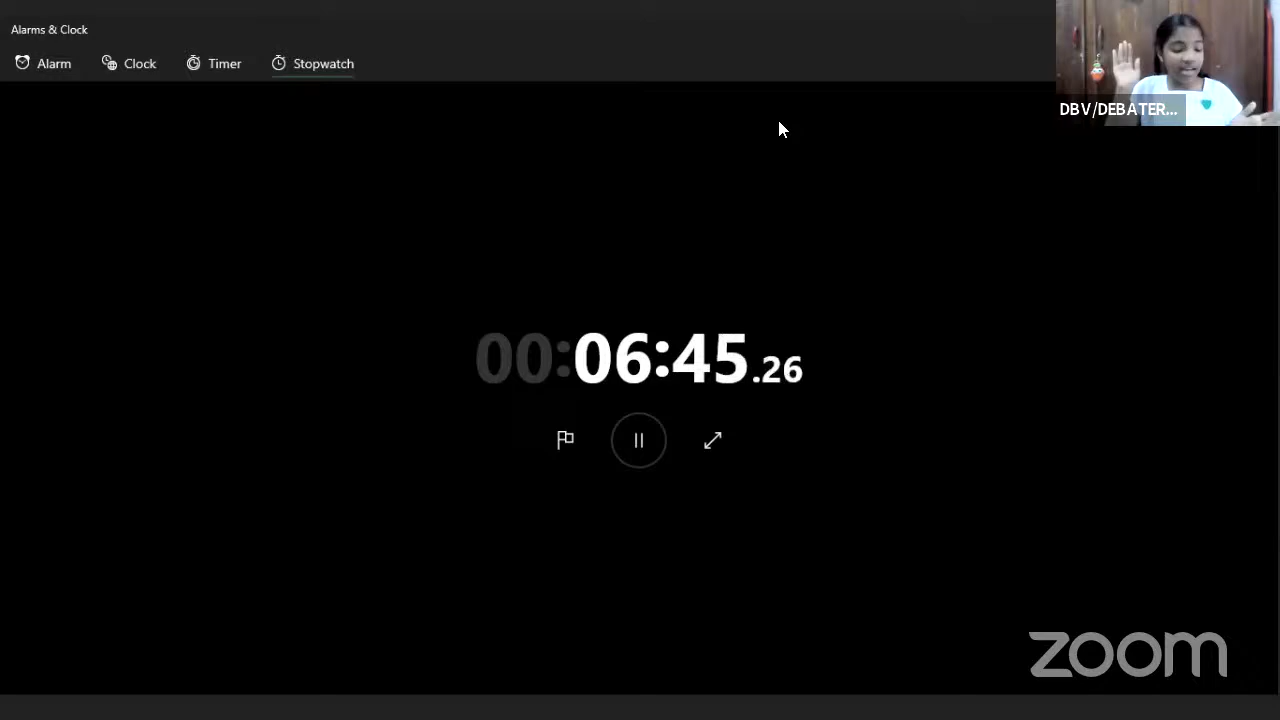 Alarms & Clock
Alarm
Clock
Timer
Stopwatch
DBV/DEBATER...
00:06:45.26
zoom